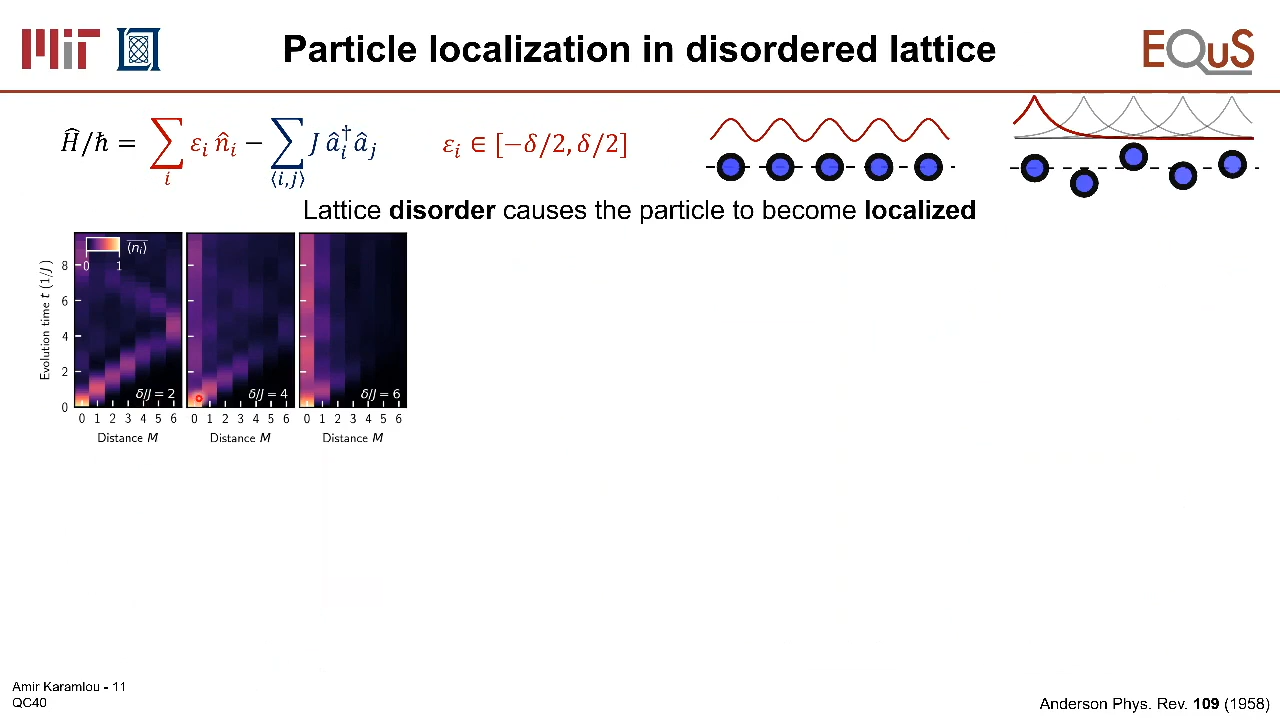 MIT
Particle localization in disordered lattice
EQuS
Ĥ/ħ = ∑ᵢ εᵢ n̂ᵢ − ∑⟨i,j⟩ J â†ᵢ âⱼ
εᵢ ∈ [−δ/2, δ/2]
Lattice disorder causes the particle to become localized
⟨nᵢ⟩
0 1
Evolution time t (1/J)
8
6
4
2
0
δ/J = 2 δ/J = 4 δ/J = 6
0 1 2 3 4 5 6 0 1 2 3 4 5 6 0 1 2 3 4 5 6
Distance M Distance M Distance M
Amir Karamlou - 11
QC40
Anderson Phys. Rev. 109 (1958)